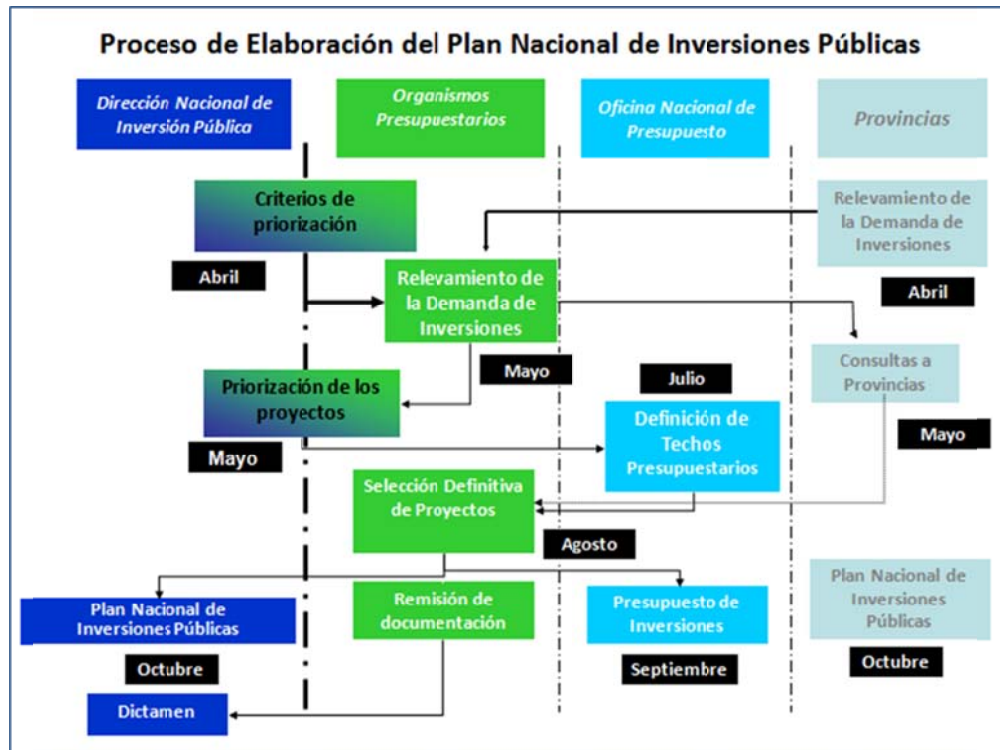 Proceso de Elaboración del Plan Nacional de Inversiones Públicas
Dirección Nacional de
Inversión Pública
Organismos
Presupuestarios
Oficina Nacional de
Presupuesto
Provincias
Criterios de
priorización
Abril
Relevamiento de
la Demanda de
Inversiones
Abril
Relevamiento de
la Demanda de
Inversiones
Mayo
Consultas a
Provincias
Mayo
Priorización de los
proyectos
Mayo
Julio
Definición de
Techos
Presupuestarios
Selección Definitiva
de Proyectos
Agosto
Plan Nacional de
Inversiones Públicas
Octubre
Remisión de
documentación
Presupuesto de
Inversiones
Septiembre
Plan Nacional de
Inversiones
Públicas
Octubre
Dictamen